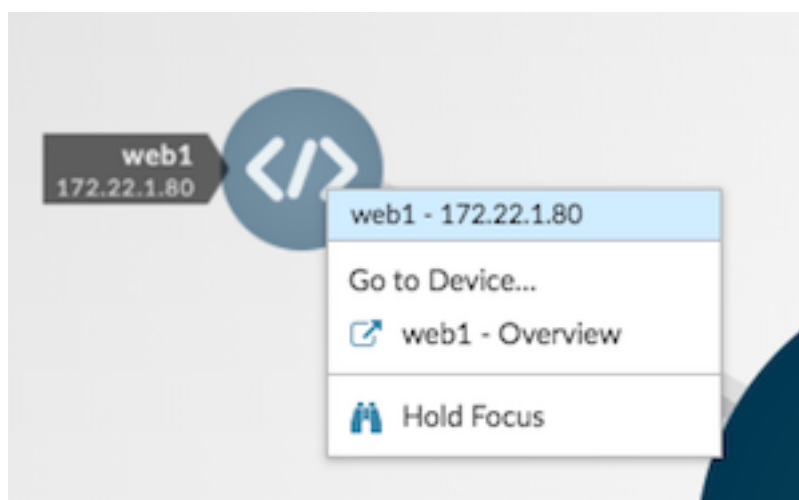 web1
172.22.1.80
</>
web1 - 172.22.1.80
Go to Device...
web1 - Overview
Hold Focus